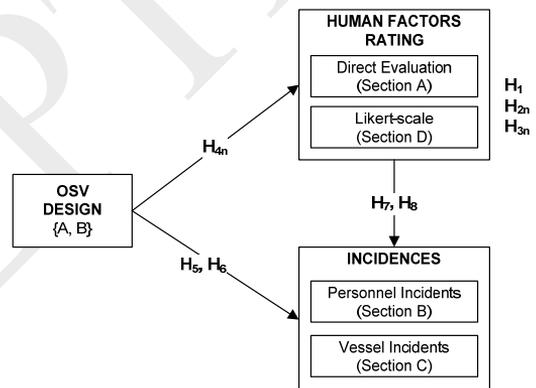 HUMAN FACTORS
RATING
Direct Evaluation
(Section A)
Likert-scale
(Section D)
H1
H2n
H3n
H4n
OSV
DESIGN
{A, B}
H7, H8
H5, H6
INCIDENCES
Personnel Incidents
(Section B)
Vessel Incidents
(Section C)